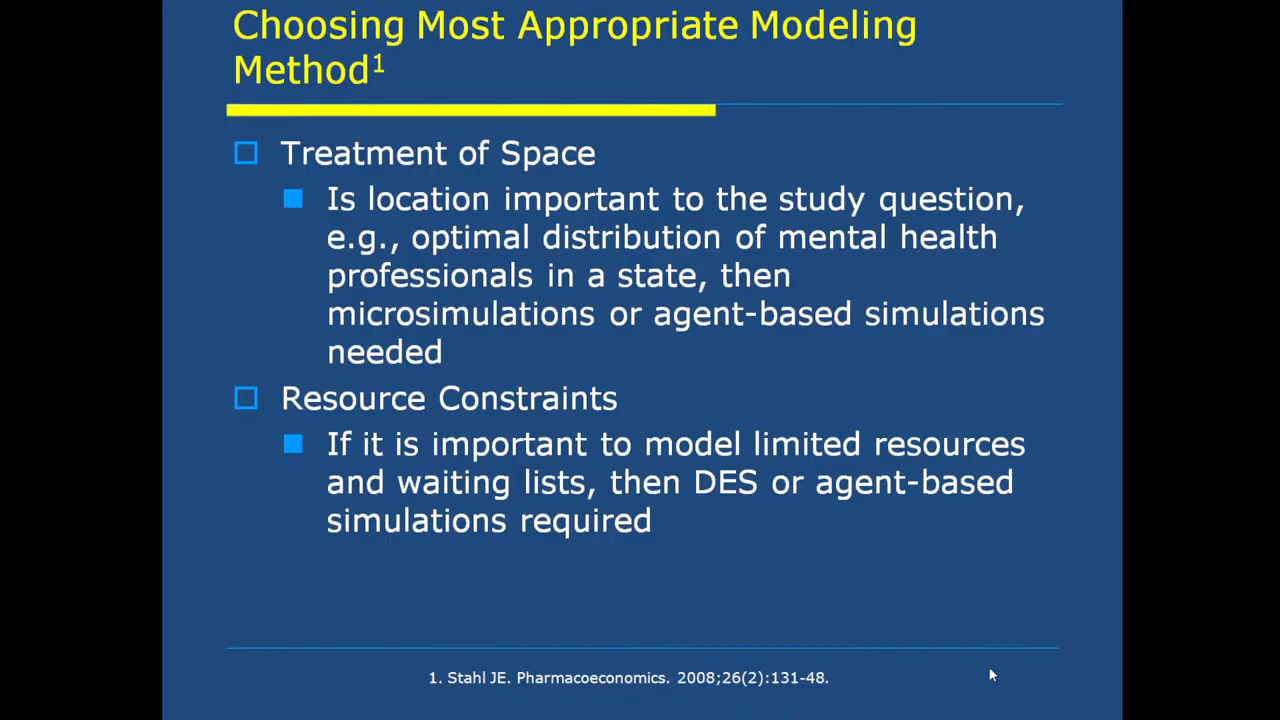 Choosing Most Appropriate Modeling
Method¹
Treatment of Space
Is location important to the study question,
e.g., optimal distribution of mental health
professionals in a state, then
microsimulations or agent-based simulations
needed
Resource Constraints
If it is important to model limited resources
and waiting lists, then DES or agent-based
simulations required
1. Stahl JE. Pharmacoeconomics. 2008;26(2):131-48.